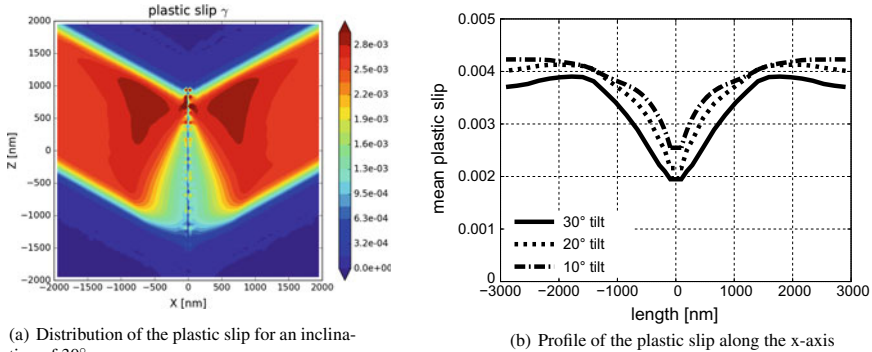 plastic slip γ
2000
1500
1000
500
0
−500
−1000
−1500
−2000
Z [nm]
−2000 −1500 −1000 −500 0 500 1000 1500 2000
X [nm]
2.8e-03
2.5e-03
2.2e-03
1.9e-03
1.6e-03
1.3e-03
9.5e-04
6.3e-04
3.2e-04
0.0e+00
(a) Distribution of the plastic slip for an inclina-
tion of
0.005
0.004
0.003
0.002
0.001
0
mean plastic slip
30° tilt
20° tilt
10° tilt
−3000 −2000 −1000 0 1000 2000 3000
length [nm]
(b) Profile of the plastic slip along the x-axis